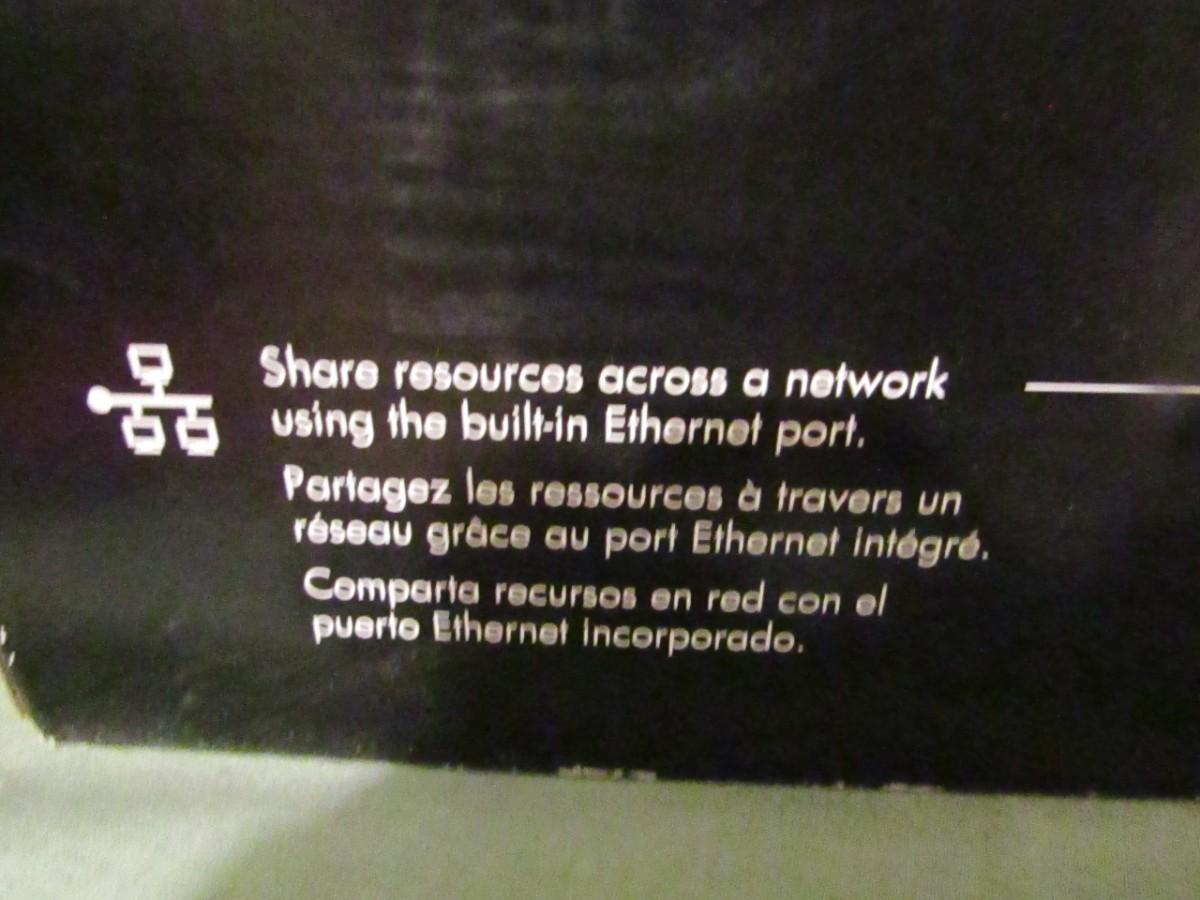 Share resources across a network
using the built-in Ethernet port.
Partagez les ressources à travers un
réseau grâce au port Ethernet intégré.
Comparta recursos en red con el
puerto Ethernet incorporado.